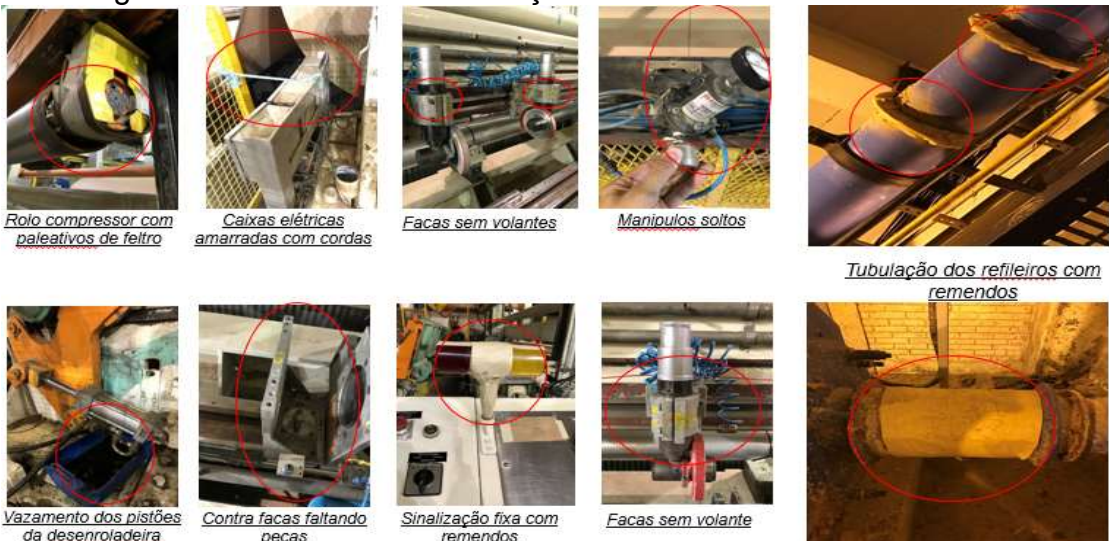 Rolo compressor com
paleativos de feltro
Caixas elétricas
amarradas com cordas
Facas sem volantes
Manipulos soltos
Tubulação dos refileiros com
remendos
Vazamento dos pistões
da desenroladeira
Contra facas faltando
peças
Sinalização fixa com
remendos
Facas sem volante